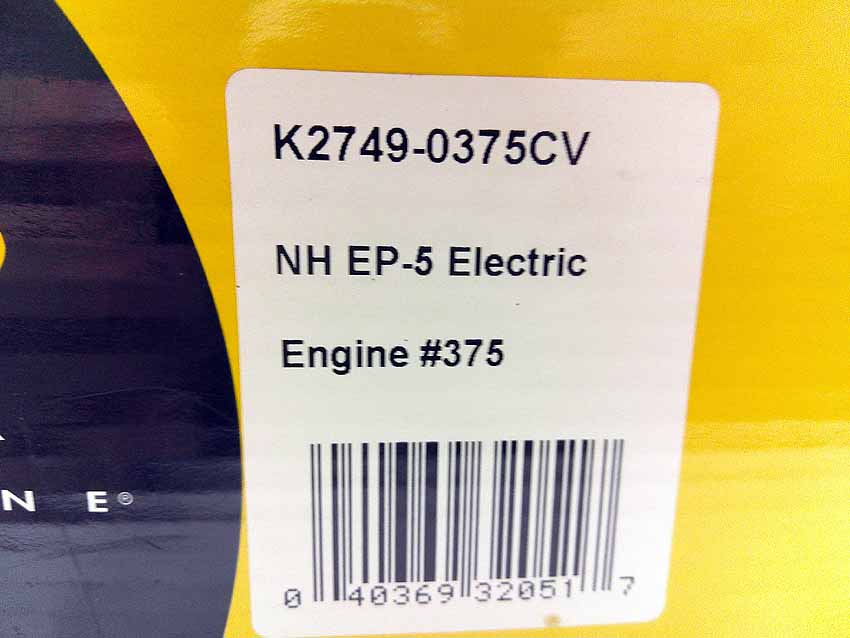 K2749-0375CV
NH EP-5 Electric
Engine #375
0 40369 32051 7
N E®